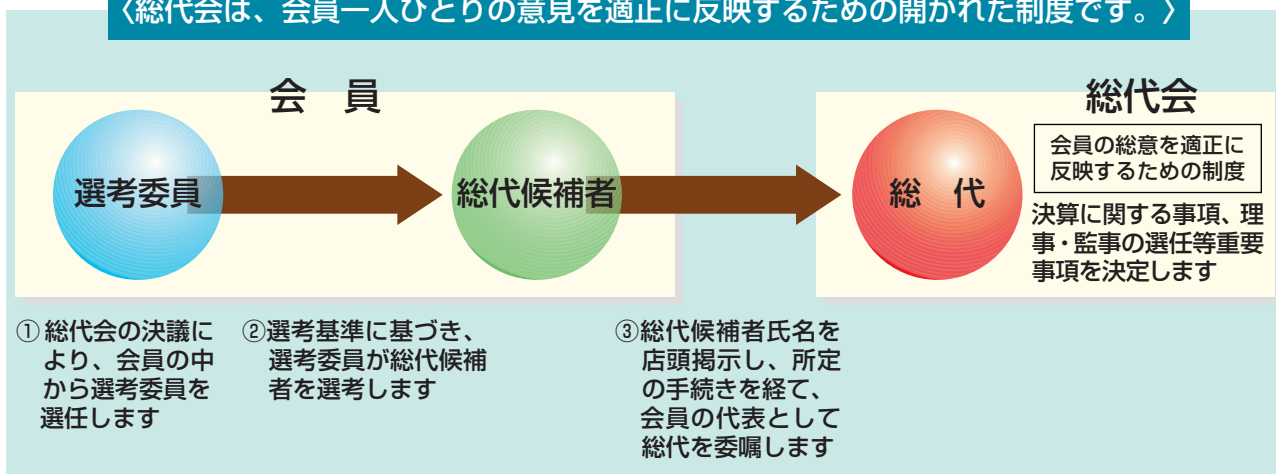 〈総代会は、会員一人ひとりの意見を適正に反映するための開かれた制度です。〉
会 員
選考委員
総代候補者
①総代会の決議に
より、会員の中
から選考委員を
選任します
②選考基準に基づき、
選考委員が総代候補
者を選考します
③総代候補者氏名を
店頭掲示し、所定
の手続きを経て、
会員の代表として
総代を委嘱します
総代会
総 代
会員の総意を適正に
反映するための制度
決算に関する事項、理
事・監事の選任等重要
事項を決定します